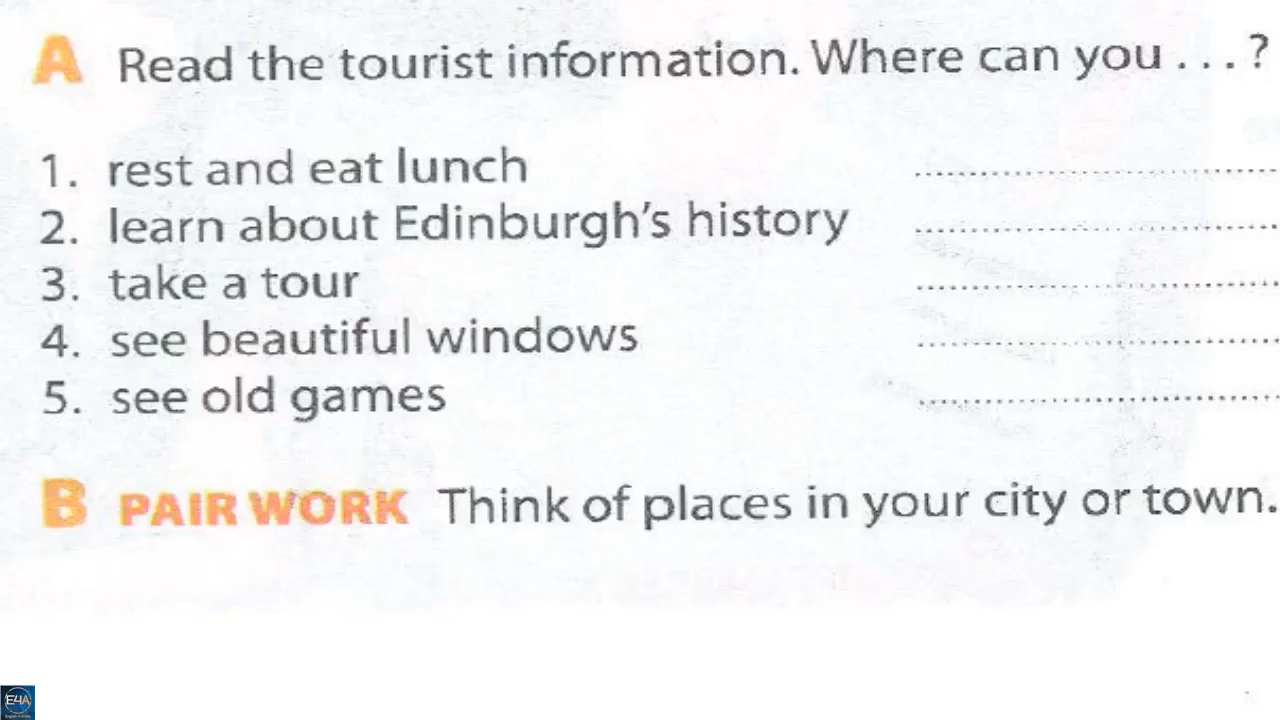 A Read the tourist information. Where can you . . . ?
1. rest and eat lunch ....................
2. learn about Edinburgh's history ....................
3. take a tour ....................
4. see beautiful windows ....................
5. see old games ....................
B PAIR WORK Think of places in your city or town.
E4A